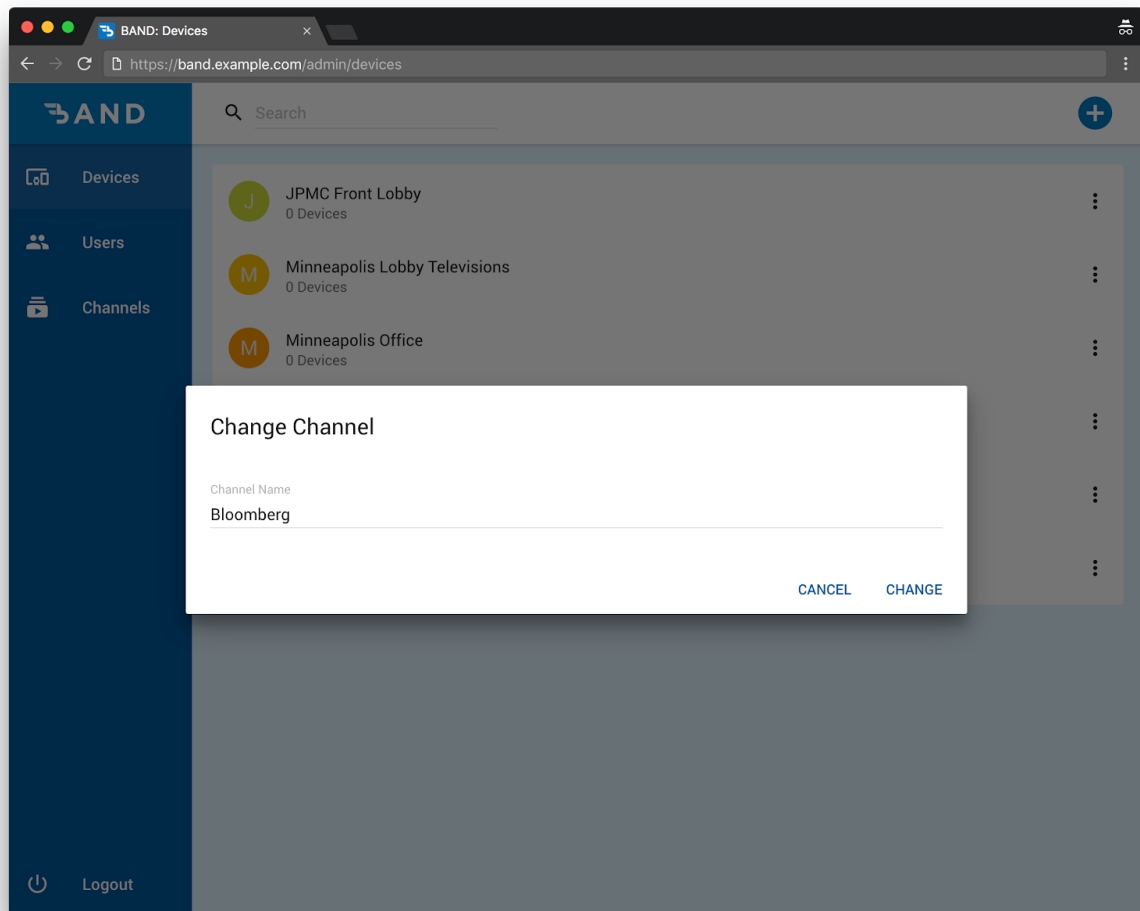 BAND: Devices
https://band.example.com/admin/devices
BAND
Search
Devices
Users
Channels
Logout
J
JPMC Front Lobby
0 Devices
M
Minneapolis Lobby Televisions
0 Devices
M
Minneapolis Office
0 Devices
Change Channel
Channel Name
Bloomberg
CANCEL
CHANGE